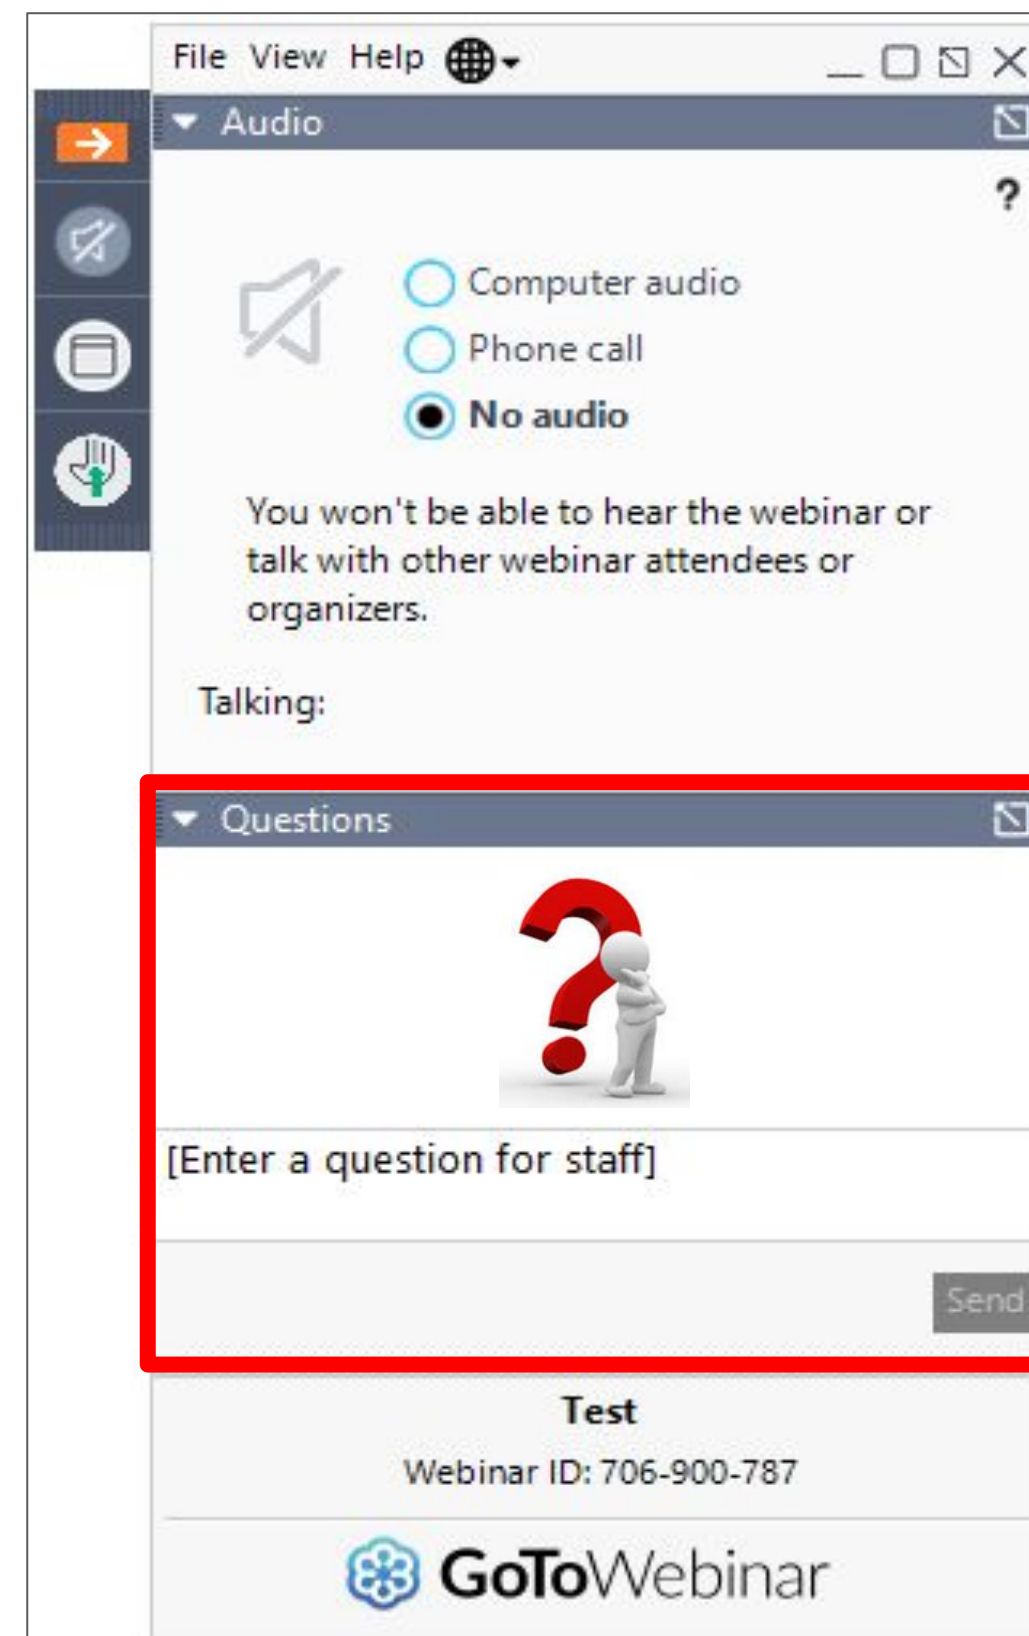 File View Help
Audio
?
Computer audio
Phone call
No audio
You won't be able to hear the webinar or
talk with other webinar attendees or
organizers.
Talking:
Questions
[Enter a question for staff]
Send
Test
Webinar ID: 706-900-787
GoToWebinar